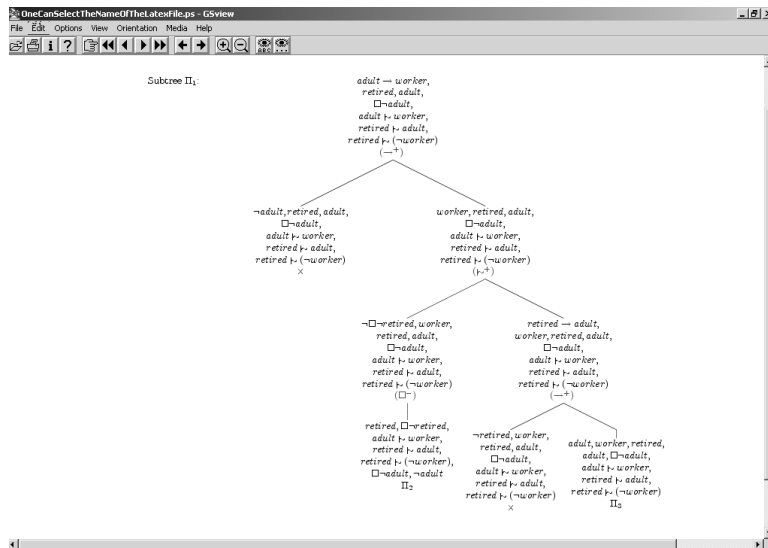 OneCanSelectTheNameOfTheLatexFile.ps - GSview
File Edit Options View Orientation Media Help
Subtree Π₁:
adult → worker,
retired, adult,
□¬adult,
adult |~ worker,
retired |~ adult,
retired |~ (¬worker)
(→⁺)
¬adult, retired, adult,
□¬adult,
adult |~ worker,
retired |~ adult,
retired |~ (¬worker)
×
worker, retired, adult,
□¬adult,
adult |~ worker,
retired |~ adult,
retired |~ (¬worker)
(|~⁺)
¬□¬retired, worker,
retired, adult,
□¬adult,
adult |~ worker,
retired |~ adult,
retired |~ (¬worker)
(□⁻)
retired → adult,
worker, retired, adult,
□¬adult,
adult |~ worker,
retired |~ adult,
retired |~ (¬worker)
(→⁺)
retired, □¬retired,
adult |~ worker,
retired |~ adult,
retired |~ (¬worker),
□¬adult, ¬adult
Π₂
¬retired, worker,
retired, adult,
□¬adult,
adult |~ worker,
retired |~ adult,
retired |~ (¬worker)
×
adult, worker, retired,
adult, □¬adult,
adult |~ worker,
retired |~ adult,
retired |~ (¬worker)
Π₃